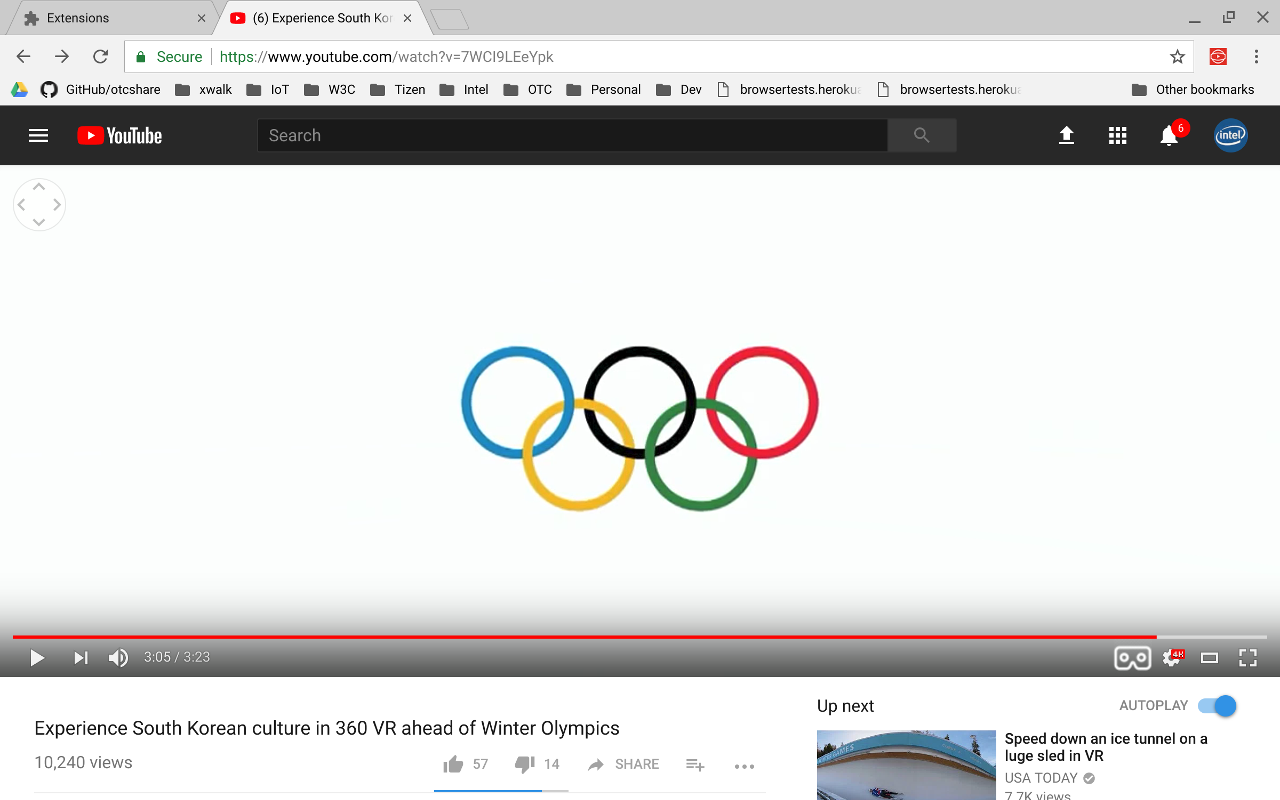 Extensions
(6) Experience South Kor
Secure
https://www.youtube.com/watch?v=7WCI9LEeYpk
GitHub/otcshare
xwalk
IoT
W3C
Tizen
Intel
OTC
Personal
Dev
browsertests.heroku
browsertests.heroku
Other bookmarks
YouTube
Search
6
intel
3:05 / 3:23
4K
Experience South Korean culture in 360 VR ahead of Winter Olympics
10,240 views
57
14
SHARE
Up next
AUTOPLAY
Speed down an ice tunnel on a
luge sled in VR
USA TODAY
7.7K views